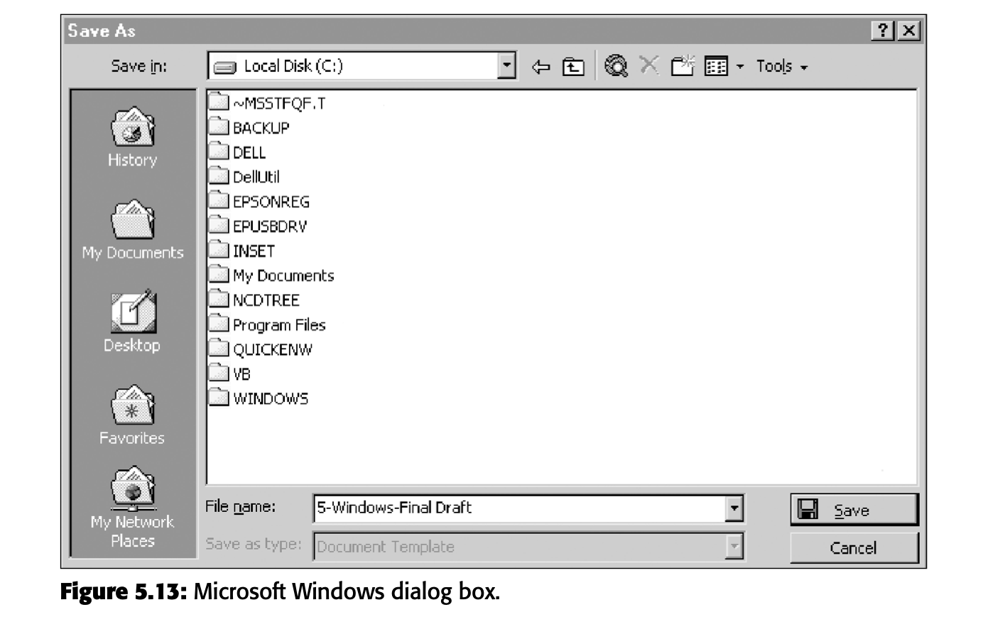 Save As
Save in:
Local Disk (C:)
Tools
History
My Documents
Desktop
Favorites
My Network
Places
~MSSTFQF.T
BACKUP
DELL
DellUtil
EPSONREG
EPUSBDRV
INSET
My Documents
NCDTREE
Program Files
QUICKENW
VB
WINDOWS
File name:
5-Windows-Final Draft
Save
Save as type:
Document Template
Cancel
Figure 5.13: Microsoft Windows dialog box.